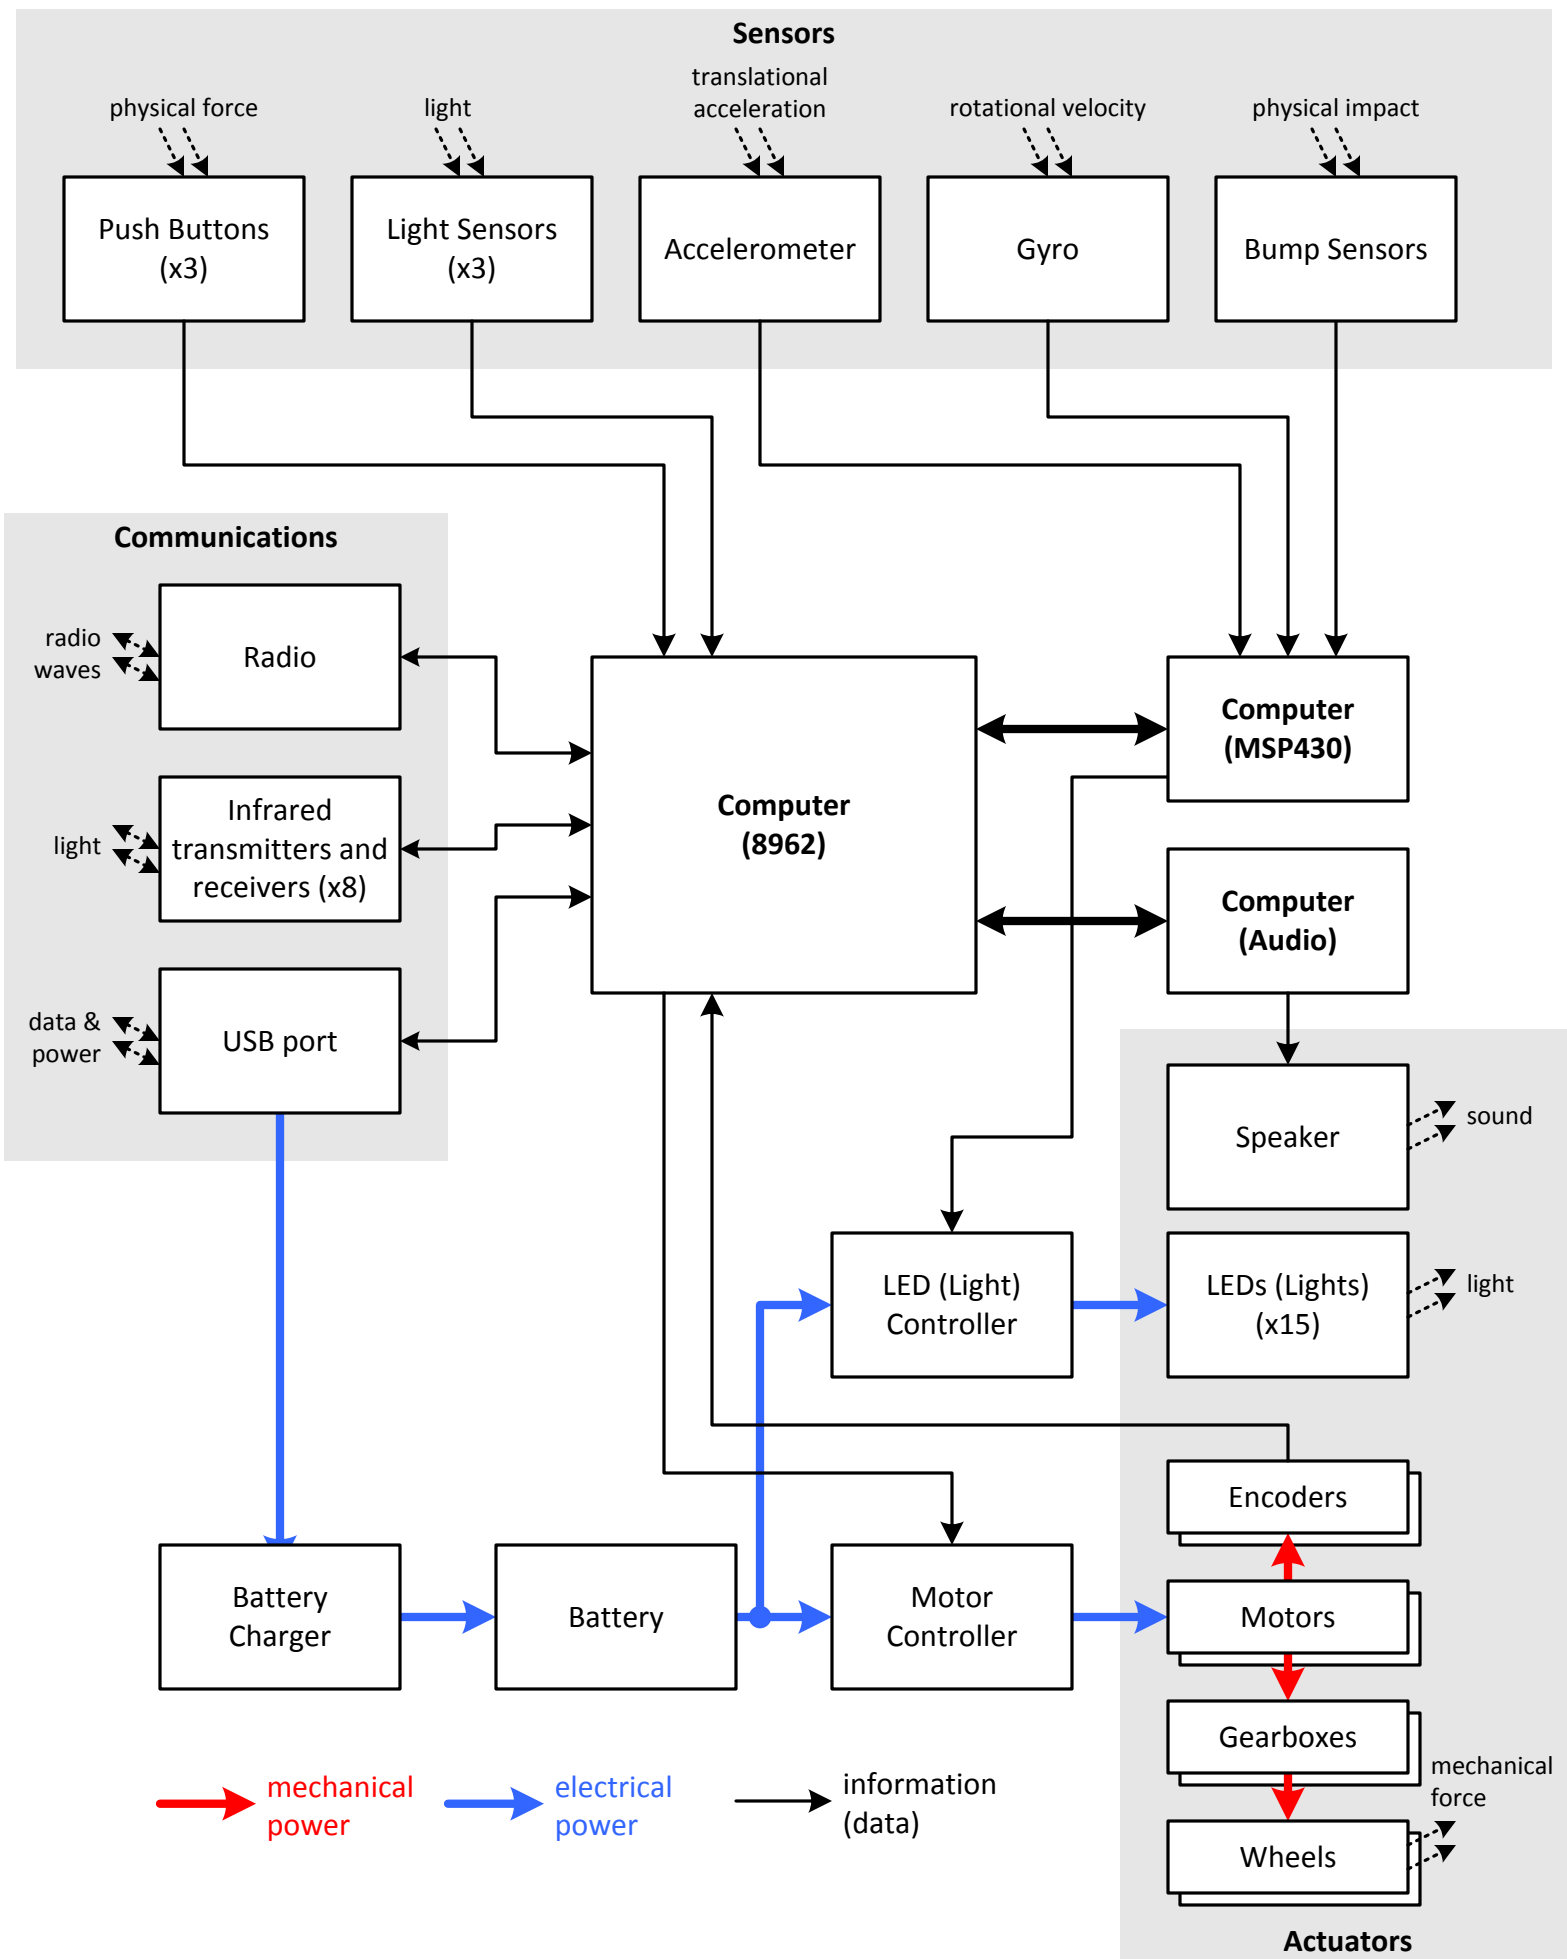 Sensors
physical force
light
translational
acceleration
rotational velocity
physical impact
Push Buttons
(x3)
Light Sensors
(x3)
Accelerometer
Gyro
Bump Sensors
Communications
radio
waves
Radio
light
Infrared
transmitters and
receivers (x8)
data &
power
USB port
Computer
(8962)
Computer
(MSP430)
Computer
(Audio)
Speaker
sound
LED (Light)
Controller
LEDs (Lights)
(x15)
light
Encoders
Battery
Charger
Battery
Motor
Controller
Motors
Gearboxes
mechanical
force
Wheels
Actuators
mechanical
power
electrical
power
information
(data)